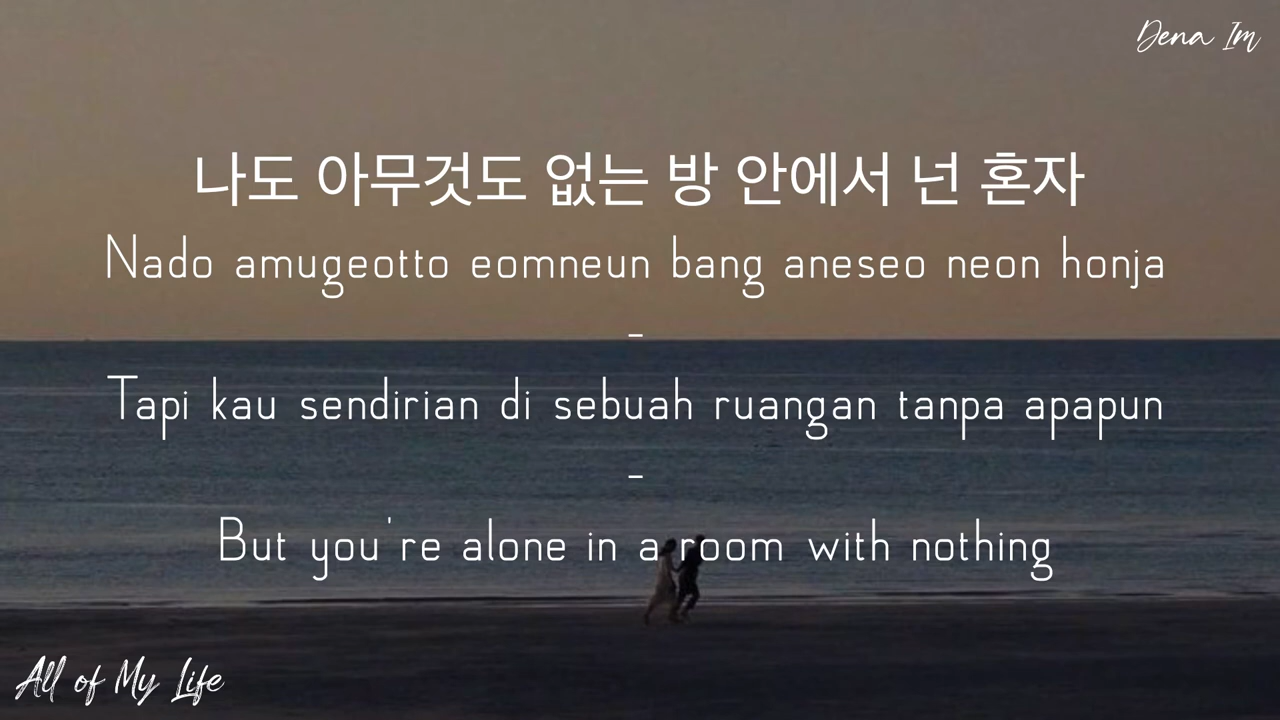 Dena Im
나도 아무것도 없는 방 안에서 넌 혼자
Nado amugeotto eomneun bang aneseo neon honja
-
Tapi kau sendirian di sebuah ruangan tanpa apapun
-
But you're alone in a room with nothing
All of My Life